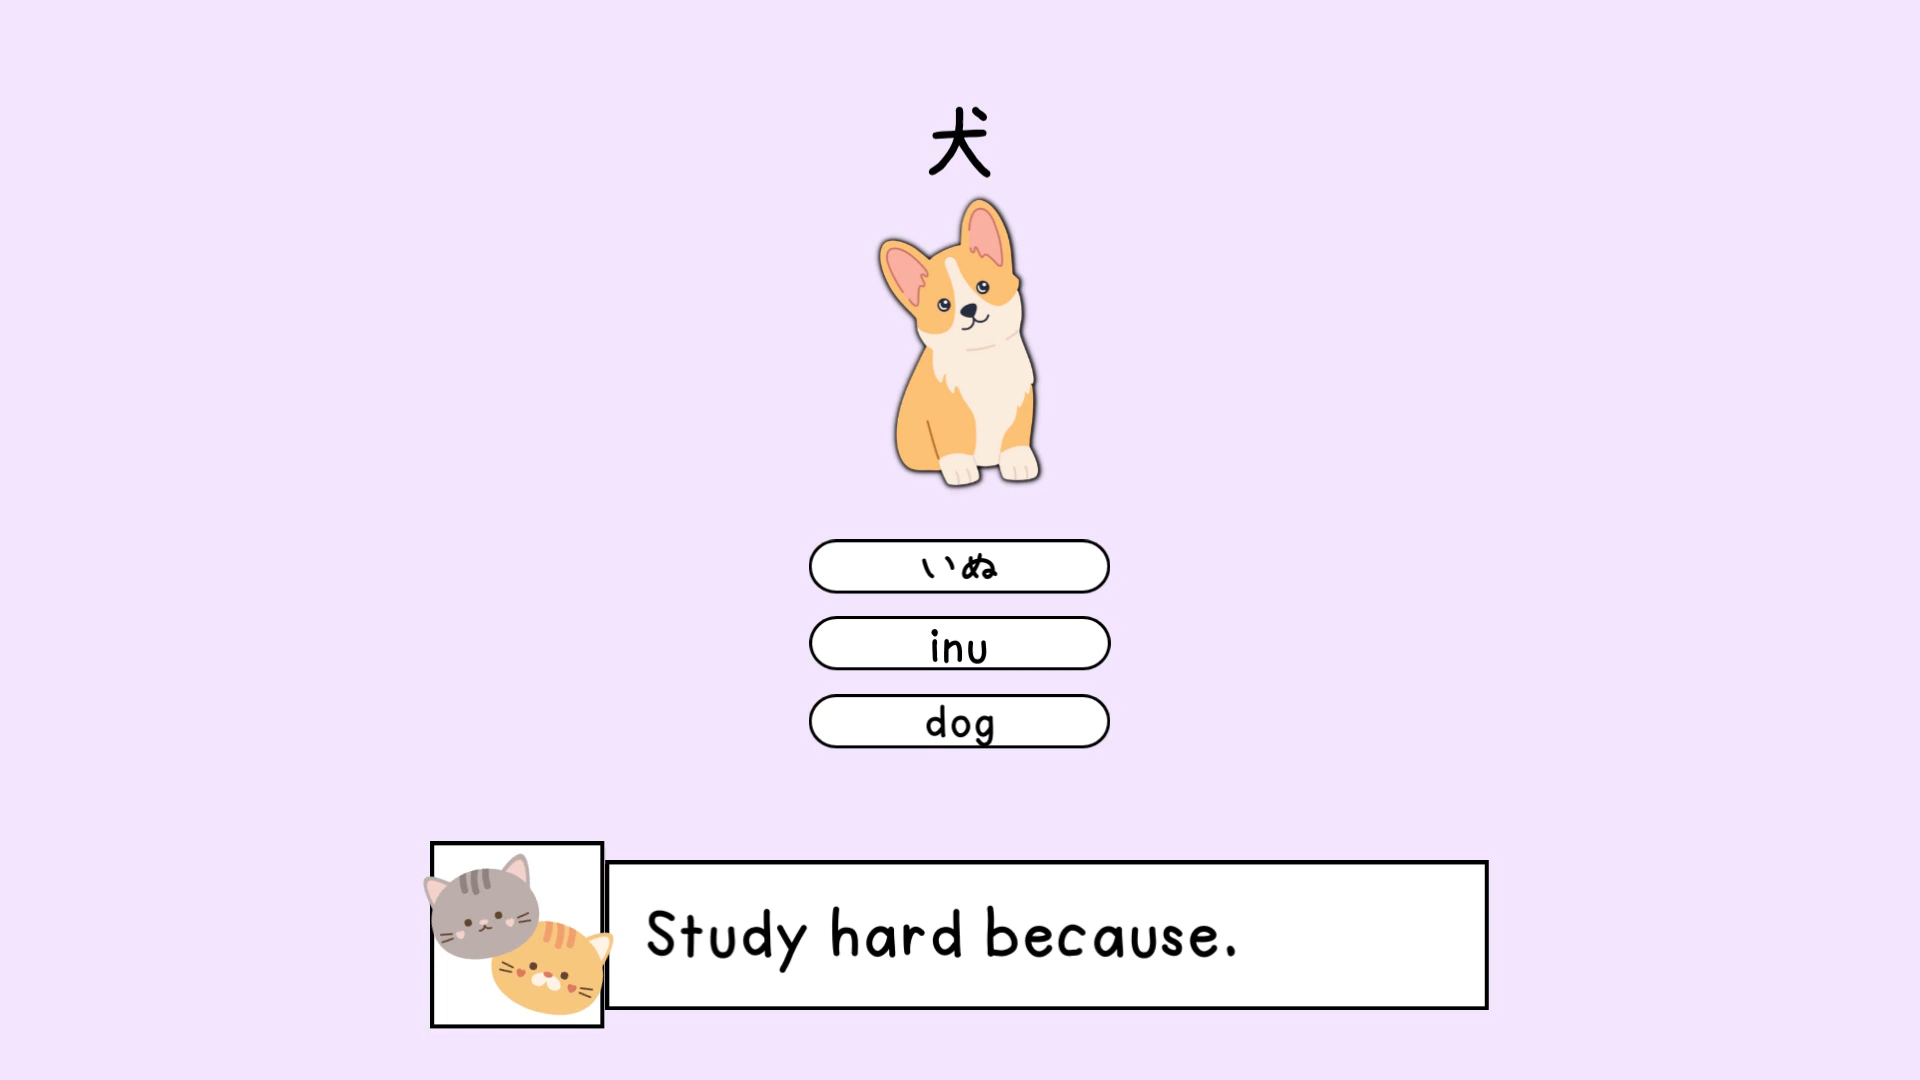 犬
いぬ
inu
dog
Study hard because.